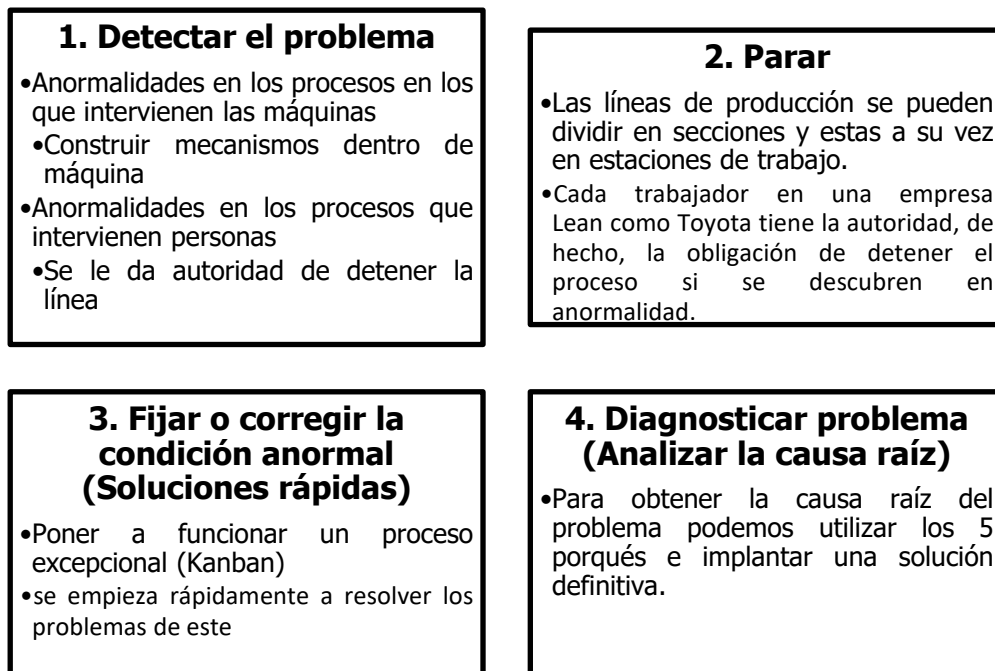 1. Detectar el problema
•Anormalidades en los procesos en los
que intervienen las máquinas
•Construir mecanismos dentro de
máquina
•Anormalidades en los procesos que
intervienen personas
•Se le da autoridad de detener la
línea
2. Parar
•Las líneas de producción se pueden
dividir en secciones y estas a su vez
en estaciones de trabajo.
•Cada trabajador en una empresa
Lean como Toyota tiene la autoridad, de
hecho, la obligación de detener el
proceso si se descubren en
anormalidad.
3. Fijar o corregir la
condición anormal
(Soluciones rápidas)
•Poner a funcionar un proceso
excepcional (Kanban)
•se empieza rápidamente a resolver los
problemas de este
4. Diagnosticar problema
(Analizar la causa raíz)
•Para obtener la causa raíz del
problema podemos utilizar los 5
porqués e implantar una solución
definitiva.